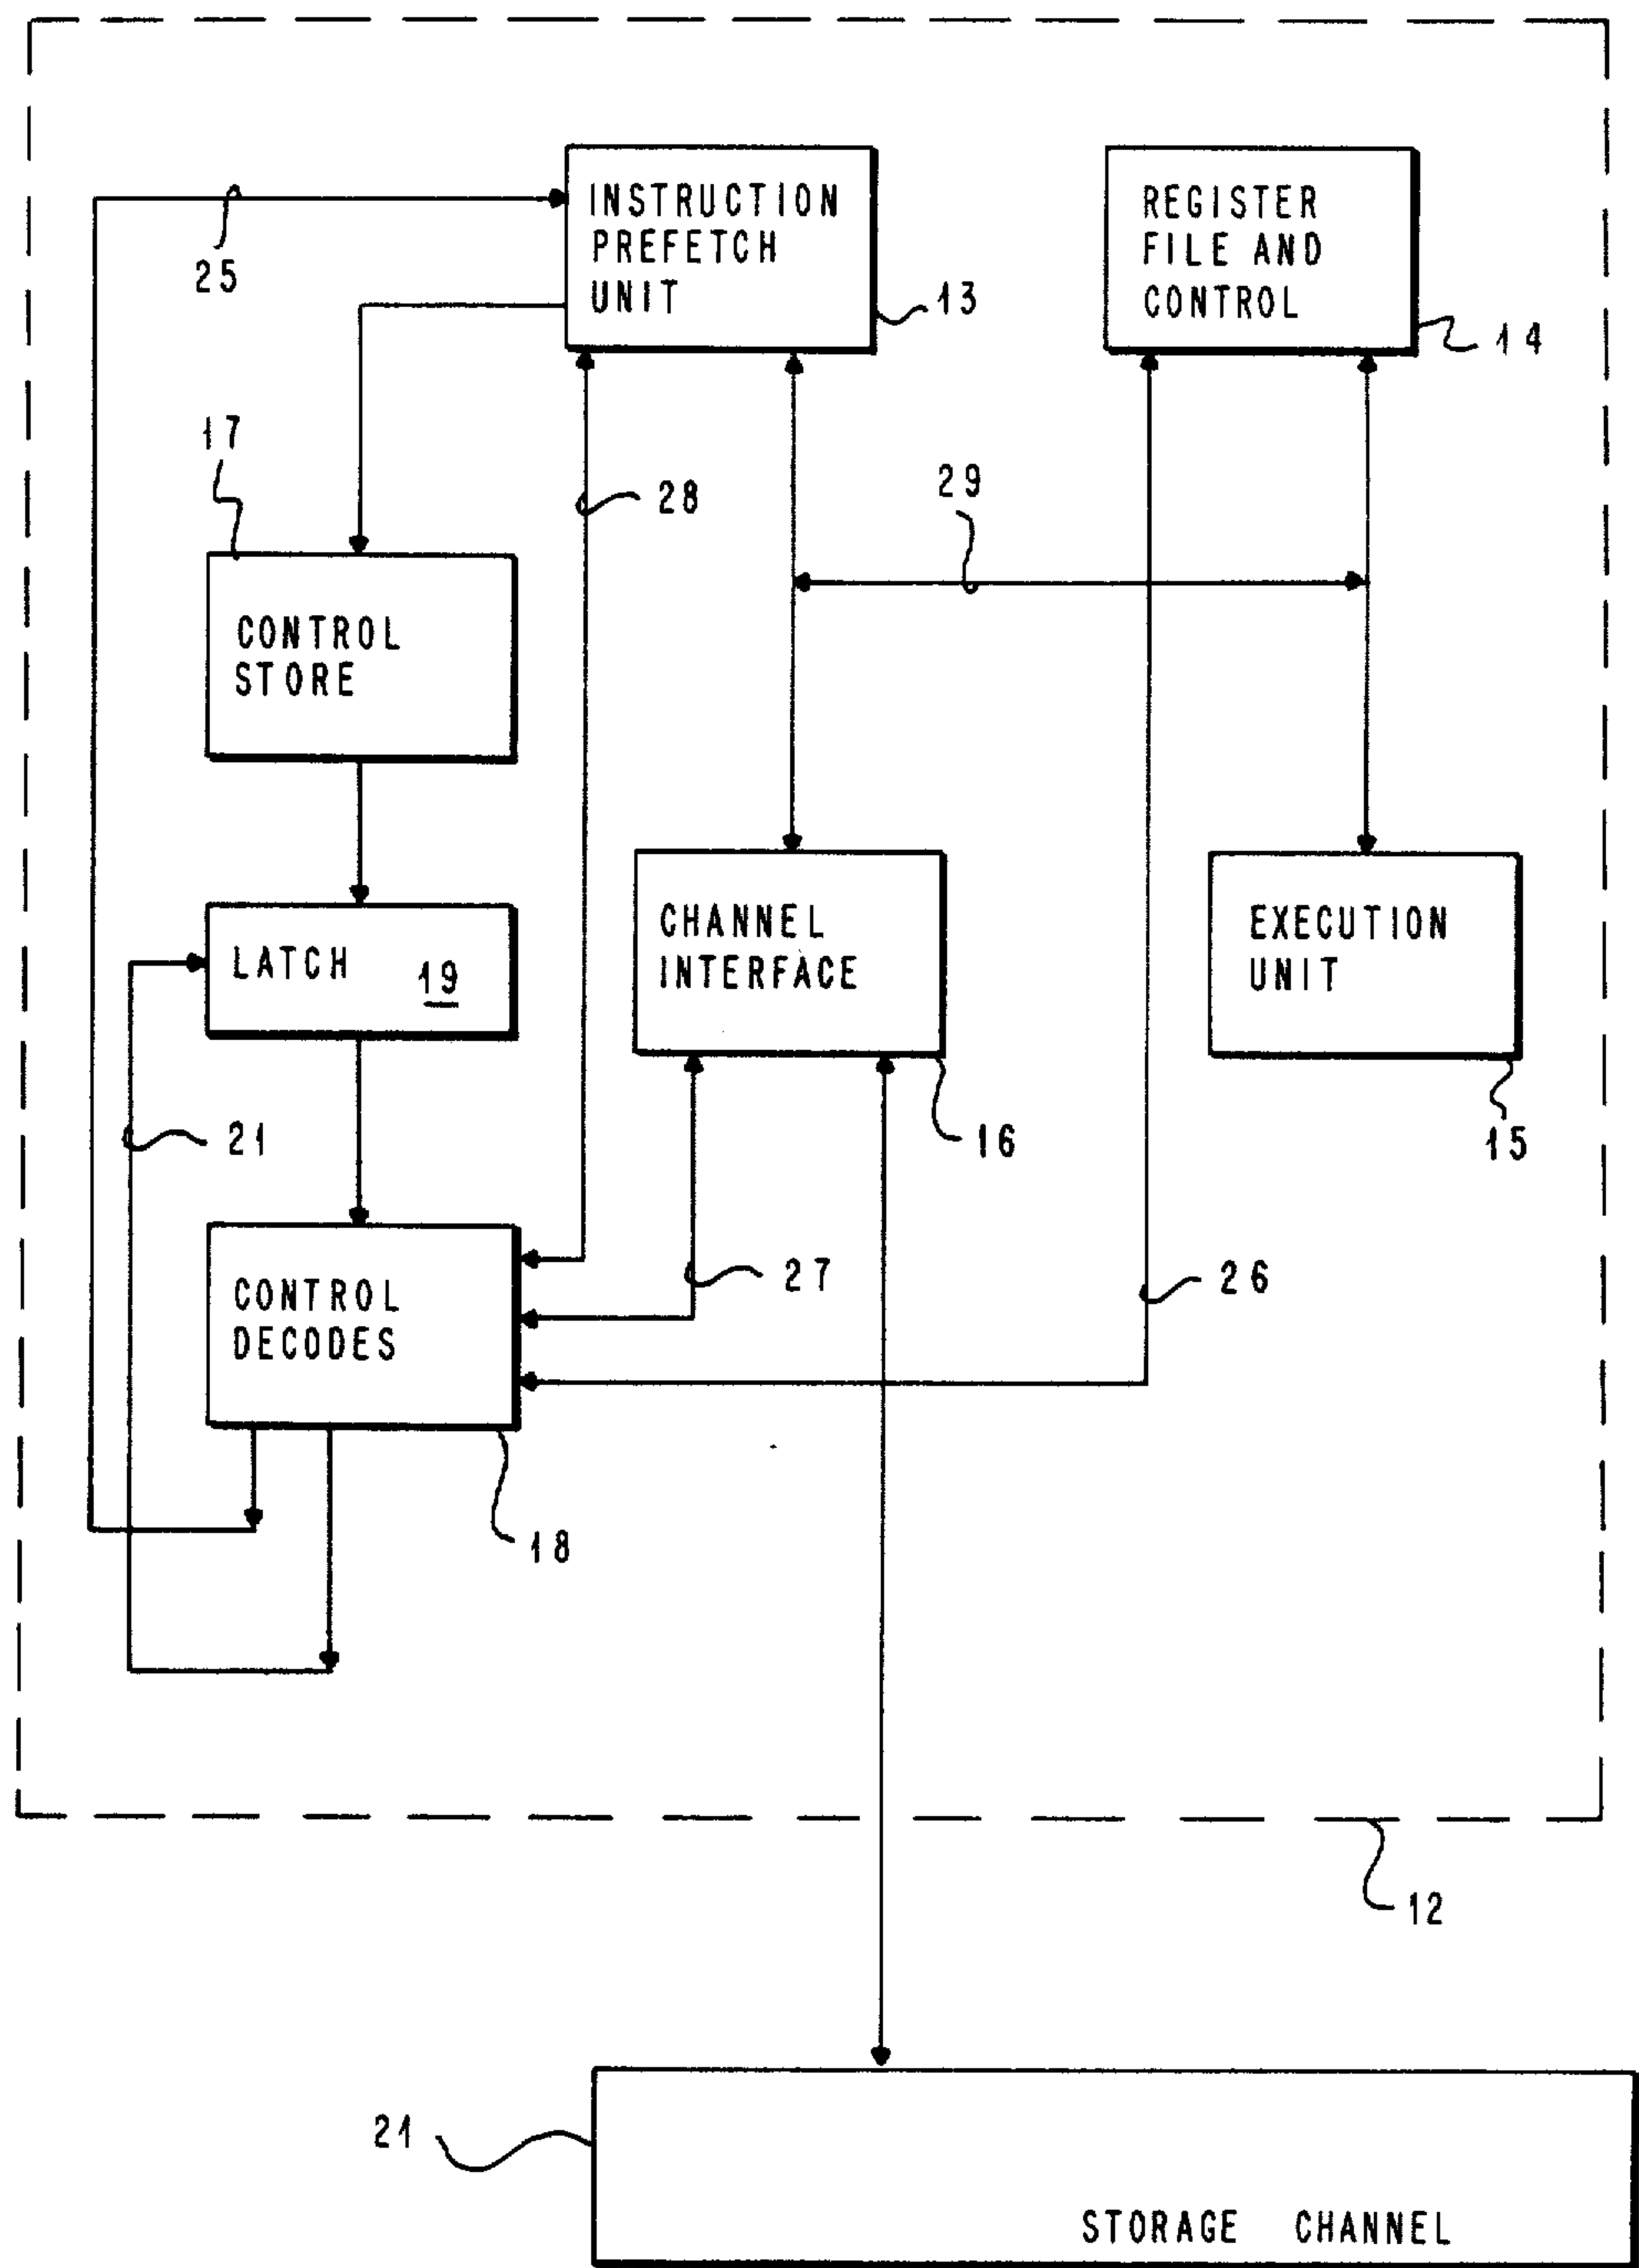 INSTRUCTION
PREFETCH
UNIT
REGISTER
FILE AND
CONTROL
25
13
14
17
28
29
CONTROL
STORE
LATCH 19
CHANNEL
INTERFACE
EXECUTION
UNIT
21
16
15
CONTROL
DECODES
27
26
18
12
21
STORAGE CHANNEL